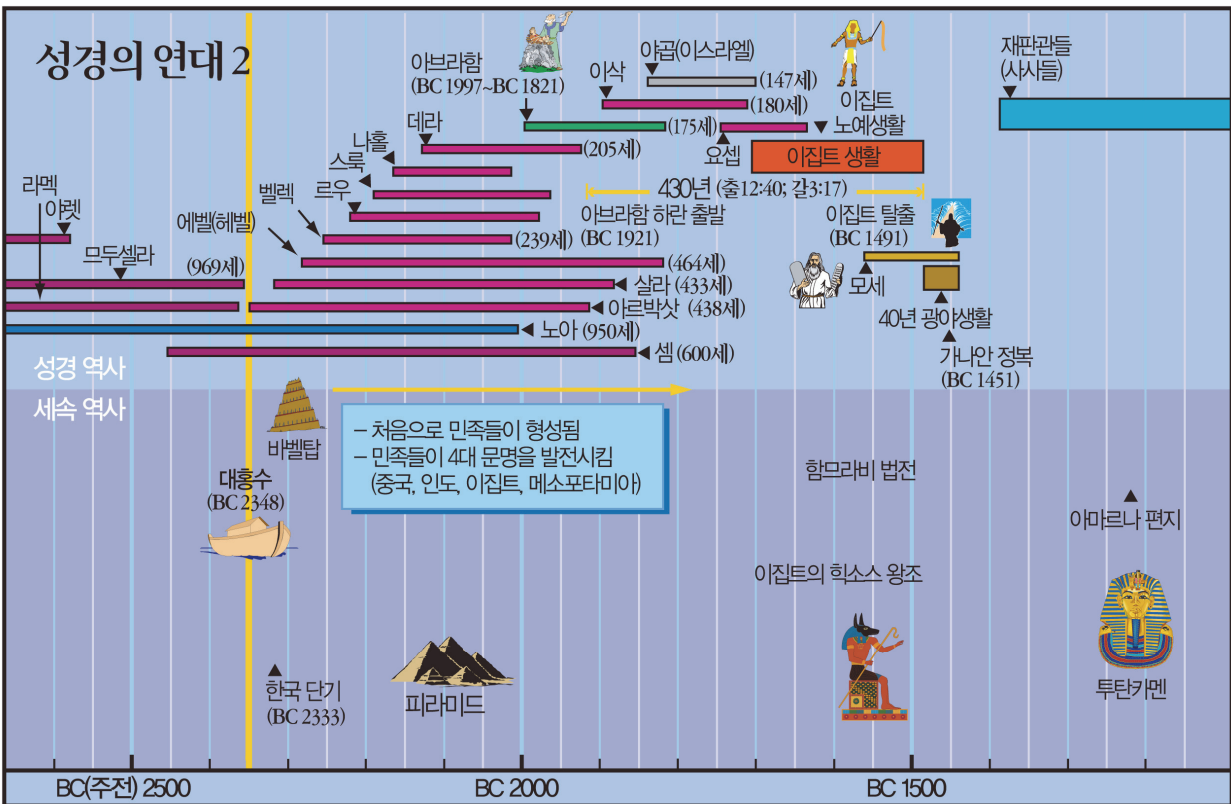 성경의 연대 2
아브라함
(BC 1997~BC 1821)
야곱(이스라엘)
(147세)
이삭
(180세)
이집트
노예생활
재판관들
(사사들)
(175세)
요셉
이집트 생활
데라
(205세)
나홀
스룩
르우
430년 (출12:40; 갈3:17)
라멕
야렛
벨렉
에벨(헤벨)
(239세)
아브라함 하란 출발
(BC 1921)
이집트 탈출
(BC 1491)
므두셀라
(969세)
(464세)
살라 (433세)
모세
아르박삿 (438세)
40년 광야생활
노아 (950세)
가나안 정복
(BC 1451)
셈 (600세)
성경 역사
세속 역사
바벨탑
– 처음으로 민족들이 형성됨
– 민족들이 4대 문명을 발전시킴
(중국, 인도, 이집트, 메소포타미아)
대홍수
(BC 2348)
함므라비 법전
아마르나 편지
이집트의 힉소스 왕조
한국 단기
(BC 2333)
피라미드
투탄카멘
BC(주전) 2500
BC 2000
BC 1500